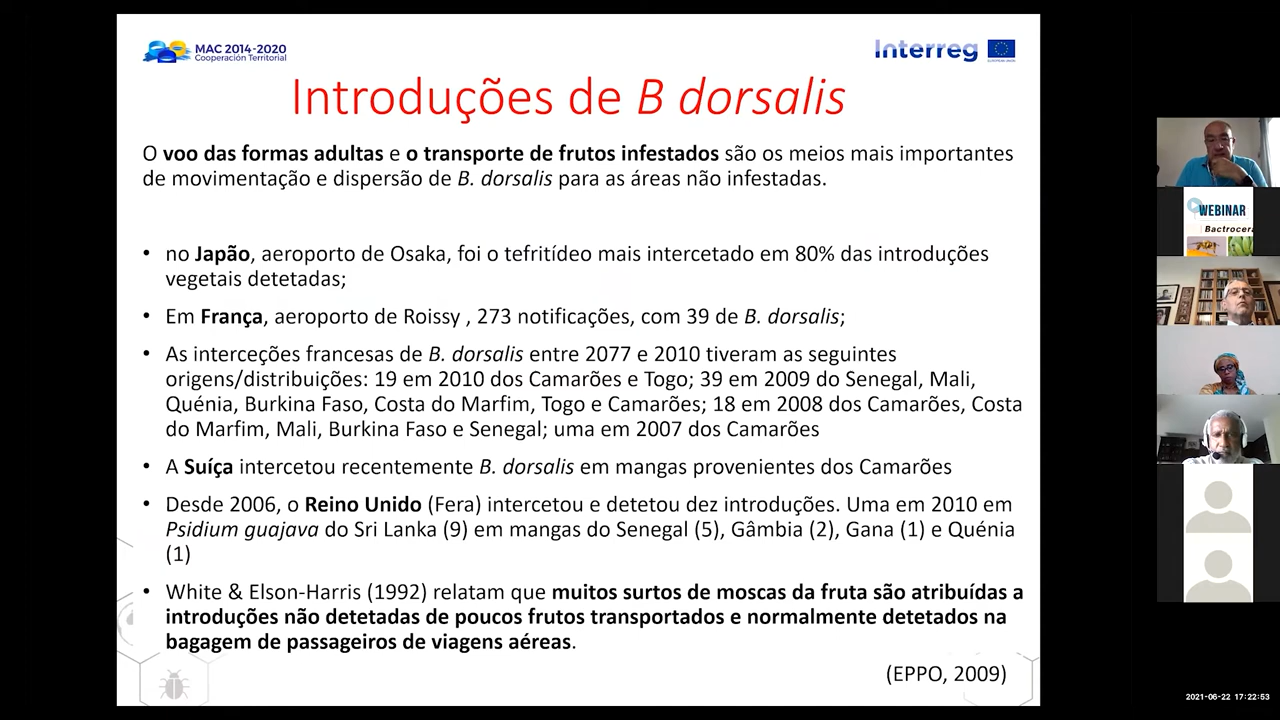 MAC 2014-2020
Cooperación Territorial
Interreg
Introduções de B dorsalis
O voo das formas adultas e o transporte de frutos infestados são os meios mais importantes
de movimentação e dispersão de B. dorsalis para as áreas não infestadas.
• no Japão, aeroporto de Osaka, foi o tefritídeo mais intercetado em 80% das introduções
vegetais detetadas;
• Em França, aeroporto de Roissy , 273 notificações, com 39 de B. dorsalis;
• As interceções francesas de B. dorsalis entre 2077 e 2010 tiveram as seguintes
origens/distribuições: 19 em 2010 dos Camarões e Togo; 39 em 2009 do Senegal, Mali,
Quénia, Burkina Faso, Costa do Marfim, Togo e Camarões; 18 em 2008 dos Camarões, Costa
do Marfim, Mali, Burkina Faso e Senegal; uma em 2007 dos Camarões
• A Suíça intercetou recentemente B. dorsalis em mangas provenientes dos Camarões
• Desde 2006, o Reino Unido (Fera) intercetou e detetou dez introduções. Uma em 2010 em
Psidium guajava do Sri Lanka (9) em mangas do Senegal (5), Gâmbia (2), Gana (1) e Quénia
(1)
• White & Elson-Harris (1992) relatam que muitos surtos de moscas da fruta são atribuídas a
introduções não detetadas de poucos frutos transportados e normalmente detetados na
bagagem de passageiros de viagens aéreas.
(EPPO, 2009)
WEBINAR
Bactrocera
2021-06-22 17:22:53